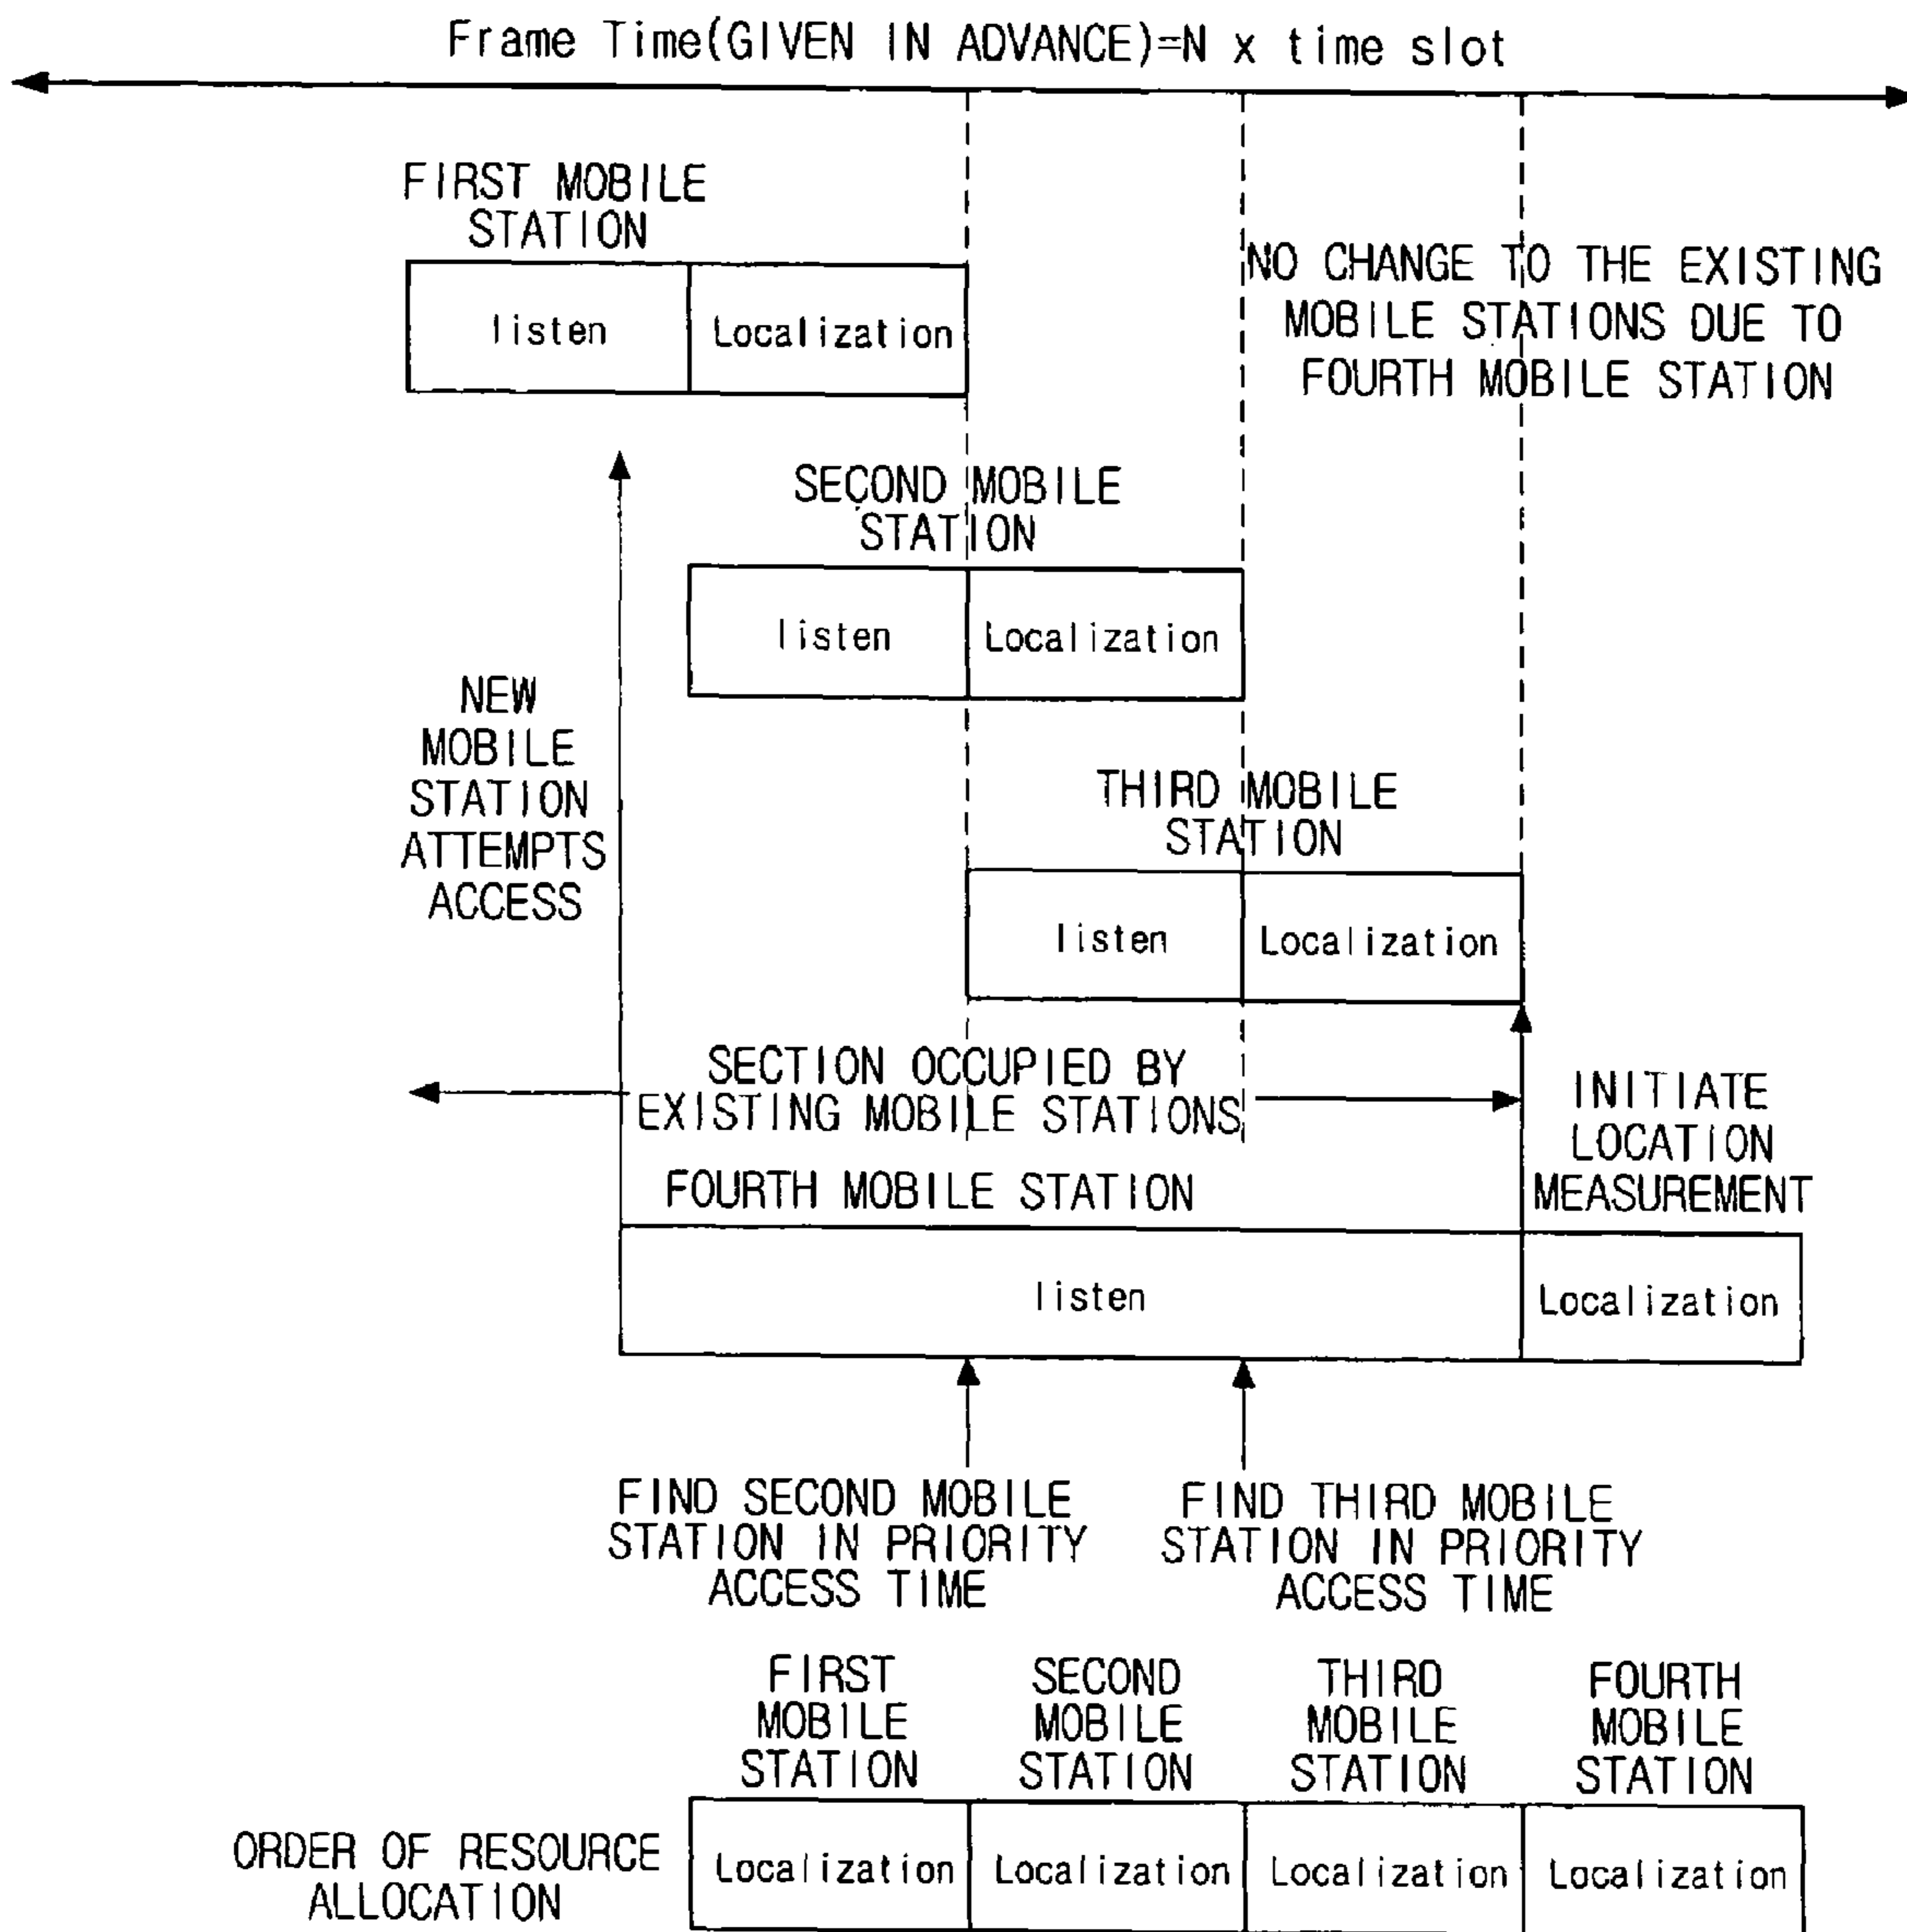 Frame Time(GIVEN IN ADVANCE)=N x time slot
FIRST MOBILE
STATION
listen
Localization
NO CHANGE TO THE EXISTING
MOBILE STATIONS DUE TO
FOURTH MOBILE STATION
SECOND MOBILE
STATION
listen
Localization
NEW
MOBILE
STATION
ATTEMPTS
ACCESS
THIRD MOBILE
STATION
listen
Localization
SECTION OCCUPIED BY
EXISTING MOBILE STATIONS
INITIATE
LOCATION
MEASUREMENT
FOURTH MOBILE STATION
listen
Localization
FIND SECOND MOBILE
STATION IN PRIORITY
ACCESS TIME
FIND THIRD MOBILE
STATION IN PRIORITY
ACCESS TIME
FIRST
MOBILE
STATION
SECOND
MOBILE
STATION
THIRD
MOBILE
STATION
FOURTH
MOBILE
STATION
ORDER OF RESOURCE
ALLOCATION
Localization
Localization
Localization
Localization